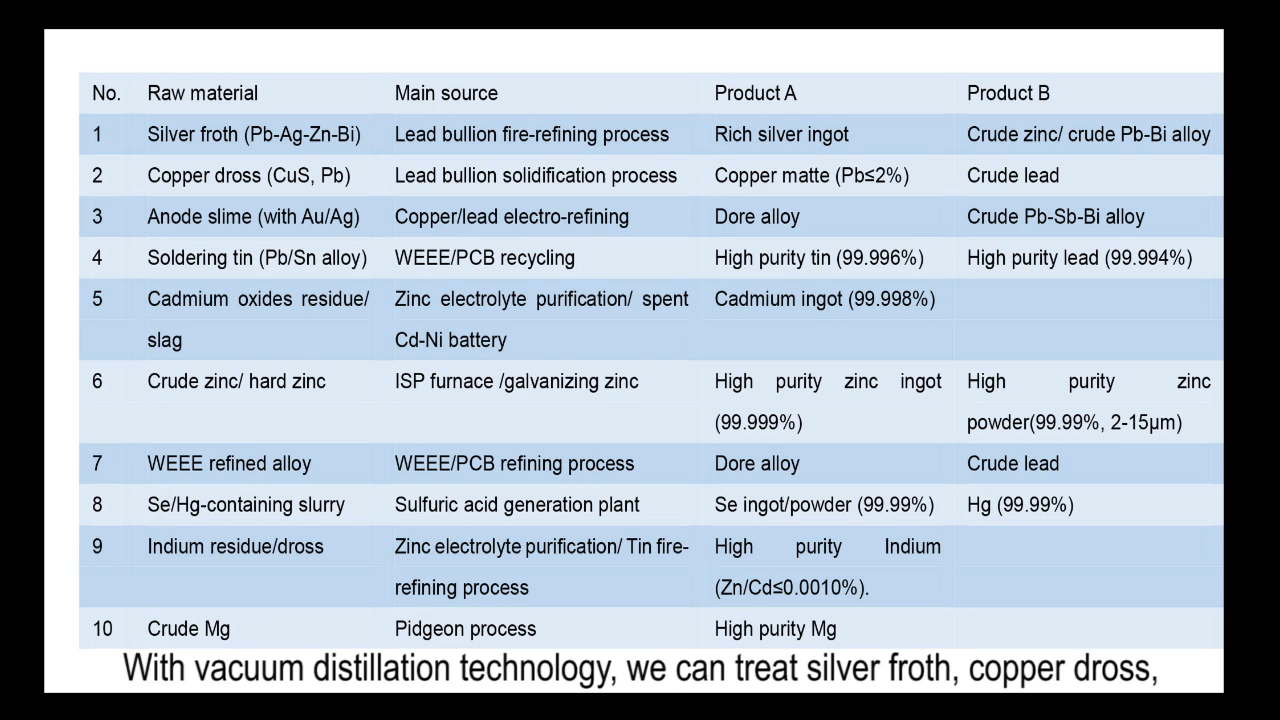 No. Raw material Main source Product A Product B
1 Silver froth (Pb-Ag-Zn-Bi) Lead bullion fire-refining process Rich silver ingot Crude zinc/ crude Pb-Bi alloy
2 Copper dross (CuS, Pb) Lead bullion solidification process Copper matte (Pb≤2%) Crude lead
3 Anode slime (with Au/Ag) Copper/lead electro-refining Dore alloy Crude Pb-Sb-Bi alloy
4 Soldering tin (Pb/Sn alloy) WEEE/PCB recycling High purity tin (99.996%) High purity lead (99.994%)
5 Cadmium oxides residue/ Zinc electrolyte purification/ spent Cadmium ingot (99.998%)
slag Cd-Ni battery
6 Crude zinc/ hard zinc ISP furnace /galvanizing zinc High purity zinc ingot High purity zinc
(99.999%) powder(99.99%, 2-15μm)
7 WEEE refined alloy WEEE/PCB refining process Dore alloy Crude lead
8 Se/Hg-containing slurry Sulfuric acid generation plant Se ingot/powder (99.99%) Hg (99.99%)
9 Indium residue/dross Zinc electrolyte purification/ Tin fire- High purity Indium
refining process (Zn/Cd≤0.0010%).
10 Crude Mg Pidgeon process High purity Mg
With vacuum distillation technology, we can treat silver froth, copper dross,